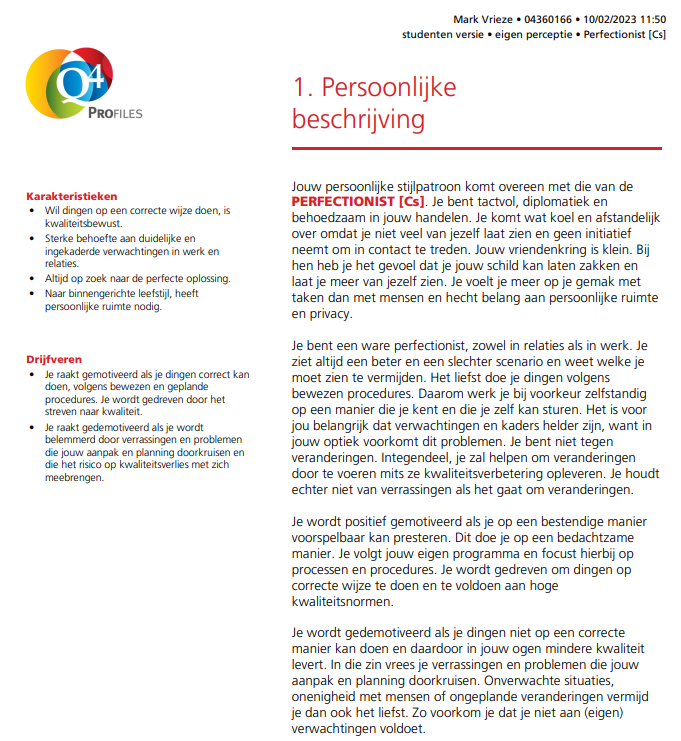 Mark Vrieze • 04360166 • 10/02/2023 11:50
studenten versie • eigen perceptie • Perfectionist [Cs]
Q4
PROFILES
1. Persoonlijke
beschrijving
Karakteristieken
• Wil dingen op een correcte wijze doen, is
kwaliteitsbewust.
• Sterke behoefte aan duidelijke en
ingekaderde verwachtingen in werk en
relaties.
• Altijd op zoek naar de perfecte oplossing.
• Naar binnengerichte leefstijl, heeft
persoonlijke ruimte nodig.
Drijfveren
• Je raakt gemotiveerd als je dingen correct kan
doen, volgens bewezen en geplande
procedures. Je wordt gedreven door het
streven naar kwaliteit.
• Je raakt gedemotiveerd als je wordt
belemmerd door verrassingen en problemen
die jouw aanpak en planning doorkruisen en
die het risico op kwaliteitsverlies met zich
meebrengen.
Jouw persoonlijke stijlpatroon komt overeen met die van de
PERFECTIONIST [Cs]. Je bent tactvol, diplomatiek en
behoedzaam in jouw handelen. Je komt wat koel en afstandelijk
over omdat je niet veel van jezelf laat zien en geen initiatief
neemt om in contact te treden. Jouw vriendenkring is klein. Bij
hen heb je het gevoel dat je jouw schild kan laten zakken en
laat je meer van jezelf zien. Je voelt je meer op je gemak met
taken dan met mensen en hecht belang aan persoonlijke ruimte
en privacy.
Je bent een ware perfectionist, zowel in relaties als in werk. Je
ziet altijd een beter en een slechter scenario en weet welke je
moet zien te vermijden. Het liefst doe je dingen volgens
bewezen procedures. Daarom werk je bij voorkeur zelfstandig
op een manier die je kent en die je zelf kan sturen. Het is voor
jou belangrijk dat verwachtingen en kaders helder zijn, want in
jouw optiek voorkomt dit problemen. Je bent niet tegen
veranderingen. Integendeel, je zal helpen om veranderingen
door te voeren mits ze kwaliteitsverbetering opleveren. Je houdt
echter niet van verrassingen als het gaat om veranderingen.
Je wordt positief gemotiveerd als je op een bestendige manier
voorspelbaar kan presteren. Dit doe je op een bedachtzame
manier. Je volgt jouw eigen programma en focust hierbij op
processen en procedures. Je wordt gedreven om dingen op
correcte wijze te doen en te voldoen aan hoge
kwaliteitsnormen.
Je wordt gedemotiveerd als je dingen niet op een correcte
manier kan doen en daardoor in jouw ogen mindere kwaliteit
levert. In die zin vrees je verrassingen en problemen die jouw
aanpak en planning doorkruisen. Onverwachte situaties,
onenigheid met mensen of ongeplande veranderingen vermijd
je dan ook het liefst. Zo voorkom je dat je niet aan (eigen)
verwachtingen voldoet.